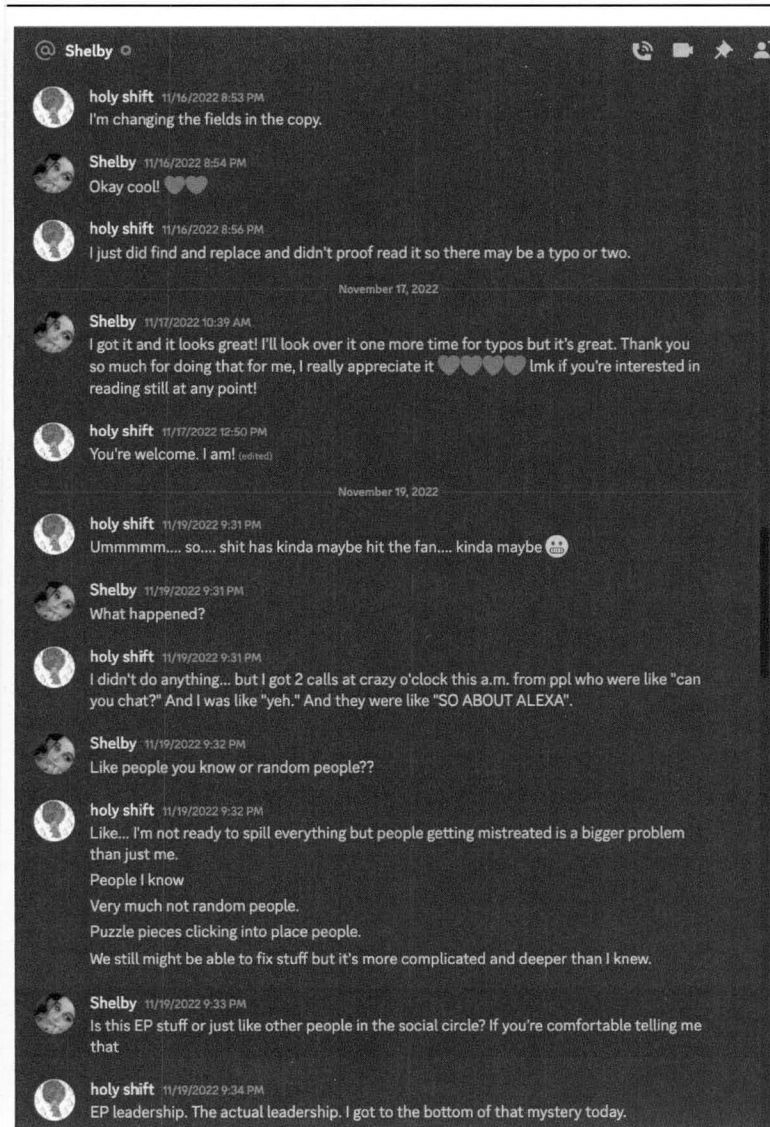 @ Shelby
holy shift 11/16/2022 8:53 PM
I'm changing the fields in the copy.
Shelby 11/16/2022 8:54 PM
Okay cool! 🖤🖤
holy shift 11/16/2022 8:56 PM
I just did find and replace and didn't proof read it so there may be a typo or two.
November 17, 2022
Shelby 11/17/2022 10:39 AM
I got it and it looks great! I'll look over it one more time for typos but it's great. Thank you
so much for doing that for me, I really appreciate it 🖤🖤🖤🖤 lmk if you're interested in
reading still at any point!
holy shift 11/17/2022 12:50 PM
You're welcome. I am! (edited)
November 19, 2022
holy shift 11/19/2022 9:31 PM
Ummmmm.... so.... shit has kinda maybe hit the fan.... kinda maybe 😬
Shelby 11/19/2022 9:31 PM
What happened?
holy shift 11/19/2022 9:31 PM
I didn't do anything... but I got 2 calls at crazy o'clock this a.m. from ppl who were like "can
you chat?" And I was like "yeh." And they were like "SO ABOUT ALEXA".
Shelby 11/19/2022 9:32 PM
Like people you know or random people??
holy shift 11/19/2022 9:32 PM
Like... I'm not ready to spill everything but people getting mistreated is a bigger problem
than just me.
People I know
Very much not random people.
Puzzle pieces clicking into place people.
We still might be able to fix stuff but it's more complicated and deeper than I knew.
Shelby 11/19/2022 9:33 PM
Is this EP stuff or just like other people in the social circle? If you're comfortable telling me
that
holy shift 11/19/2022 9:34 PM
EP leadership. The actual leadership. I got to the bottom of that mystery today.